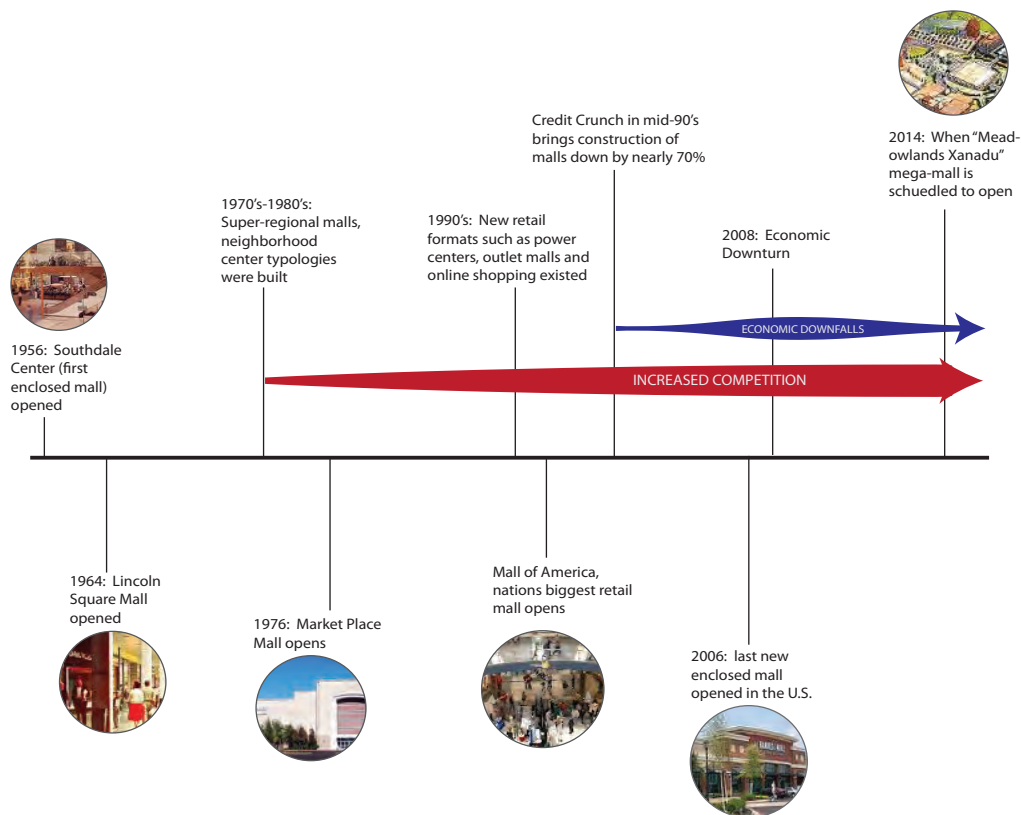 1956: Southdale
Center (first
enclosed mall)
opened
1970's-1980's:
Super-regional malls,
neighborhood
center typologies
were built
1990's: New retail
formats such as power
centers, outlet malls and
online shopping existed
Credit Crunch in mid-90's
brings construction of
malls down by nearly 70%
2008: Economic
Downturn
2014: When “Mead-
owlands Xanadu”
mega-mall is
schuedled to open
ECONOMIC DOWNFALLS
INCREASED COMPETITION
1964: Lincoln
Square Mall
opened
1976: Market Place
Mall opens
Mall of America,
nations biggest retail
mall opens
2006: last new
enclosed mall
opened in the U.S.